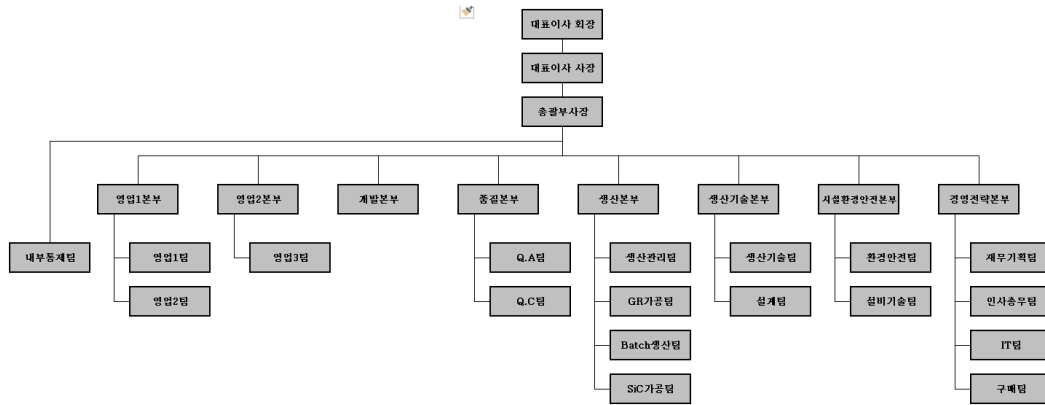 대표이사 회장
대표이사 사장
총괄부사장
영업1본부
영업2본부
개발본부
품질본부
생산본부
생산기술본부
시설환경안전본부
경영전략본부
내부통제팀
영업1팀
영업3팀
Q.A팀
생산관리팀
생산기술팀
환경안전팀
재무기획팀
영업2팀
Q.C팀
GR가공팀
설계팀
설비기술팀
인사총무팀
Batch생산팀
IT팀
SiC가공팀
구매팀